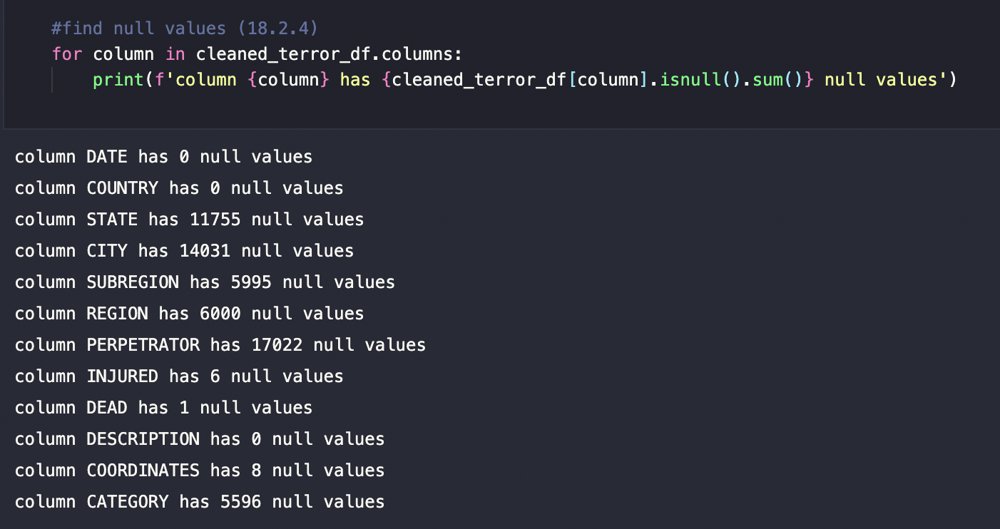 #find null values (18.2.4)
for column in cleaned_terror_df.columns:
    print(f'column {column} has {cleaned_terror_df[column].isnull().sum()} null values')
column DATE has 0 null values
column COUNTRY has 0 null values
column STATE has 11755 null values
column CITY has 14031 null values
column SUBREGION has 5995 null values
column REGION has 6000 null values
column PERPETRATOR has 17022 null values
column INJURED has 6 null values
column DEAD has 1 null values
column DESCRIPTION has 0 null values
column COORDINATES has 8 null values
column CATEGORY has 5596 null values